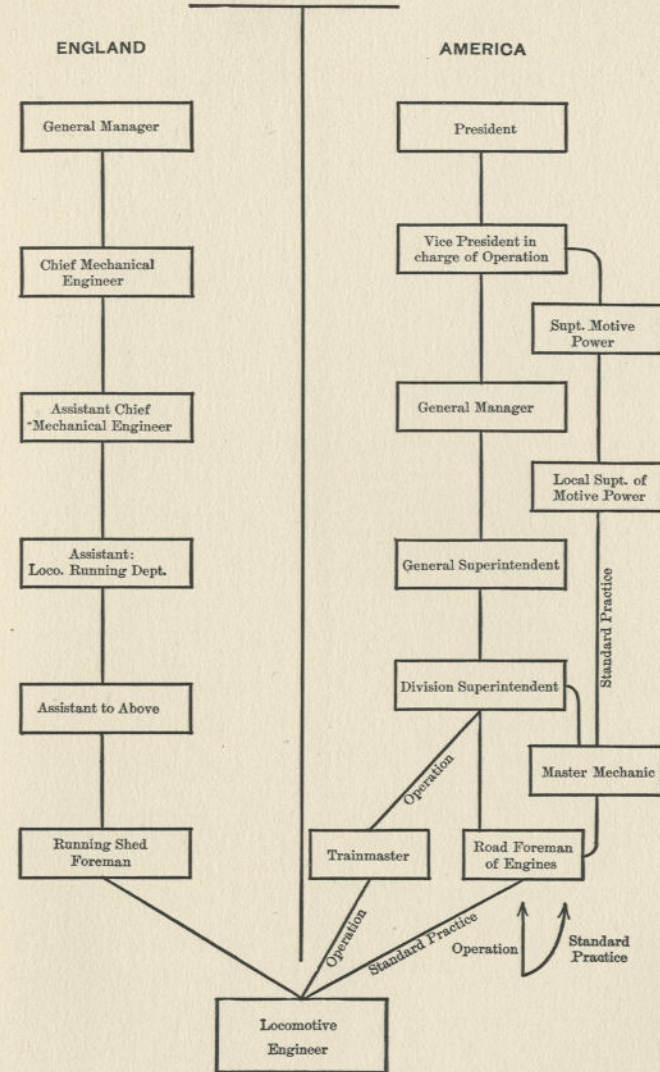 ENGLAND
General Manager
Chief Mechanical
Engineer
Assistant Chief
Mechanical Engineer
Assistant:
Loco. Running Dept.
Assistant to Above
Running Shed
Foreman
AMERICA
President
Vice President in
charge of Operation
Supt. Motive
Power
General Manager
Local Supt. of
Motive Power
General Superintendent
Standard Practice
Division Superintendent
Operation
Master Mechanic
Trainmaster
Road Foreman
of Engines
Operation
Standard Practice
Operation
Standard
Practice
Locomotive
Engineer